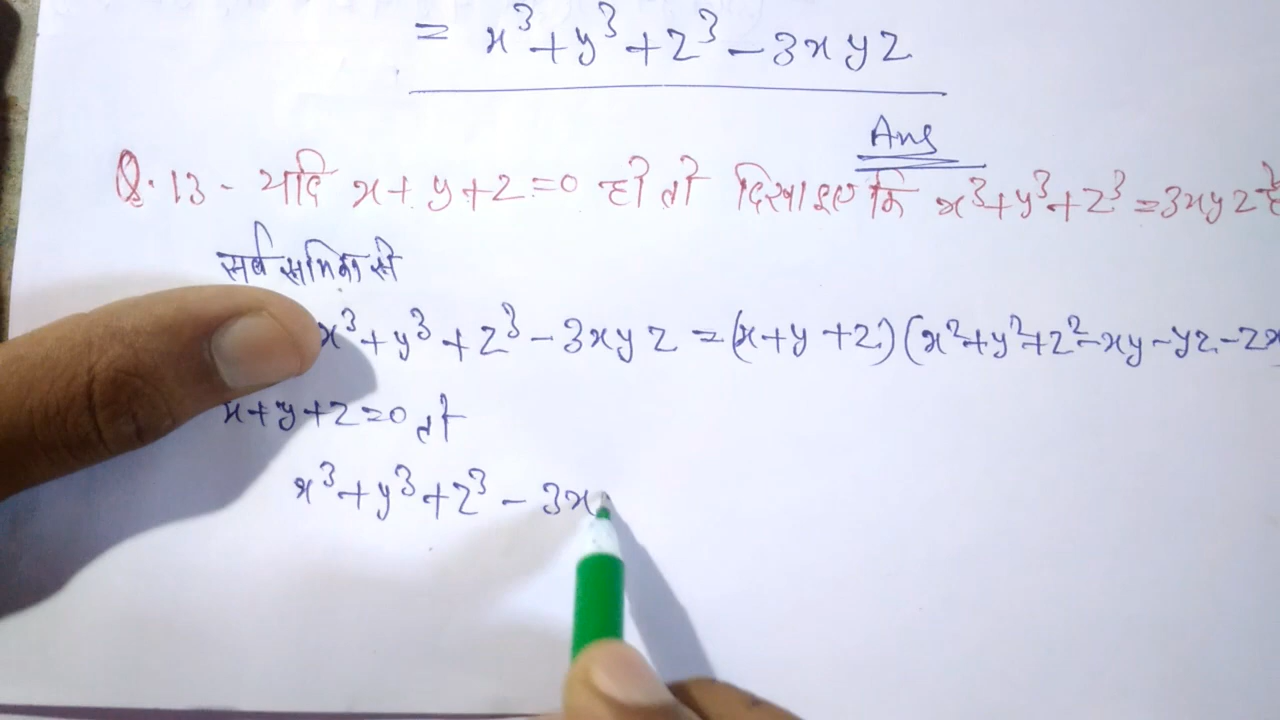 = x³+y³+z³-3xyz
Ans
Q.13 - यदि x+y+z=0 हो तो दिखाइए कि x³+y³+z³=3xyz है
सर्व समिका से
x³+y³+z³-3xyz =(x+y+z)(x²+y²+z²-xy-yz-zx
x+y+z=0 तो
x³+y³+z³-3x